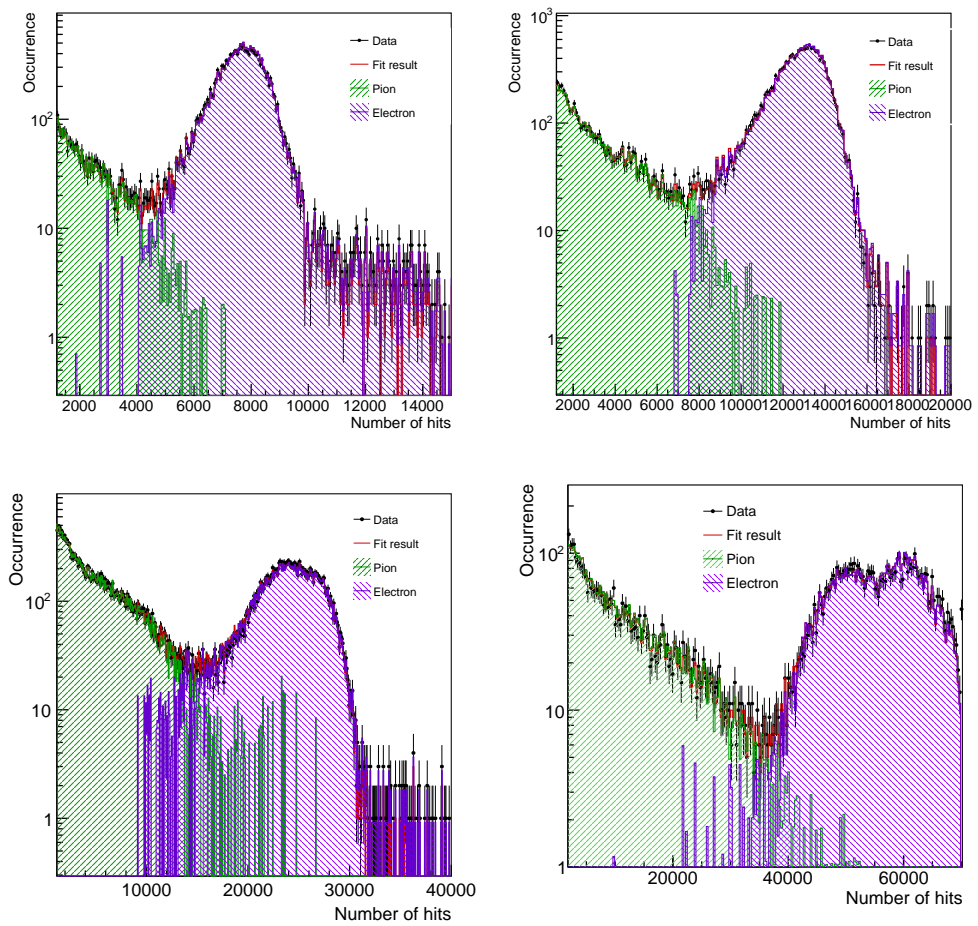 Occurrence
10²
10
1
Data
Fit result
Pion
Electron
2000 4000 6000 8000 10000 12000 14000
Number of hits
Occurrence
10³
10²
10
1
Data
Fit result
Pion
Electron
2000 4000 6000 8000 10000 12000 14000 16000 18000 20000
Number of hits
Occurrence
10²
10
1
Data
Fit result
Pion
Electron
10000 20000 30000 40000
Number of hits
Occurrence
10²
10
1
Data
Fit result
Pion
Electron
20000 40000 60000
Number of hits